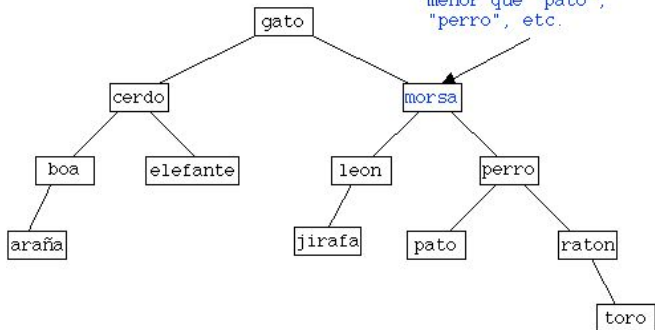 menor que "pato",
"perro", etc.
gato
cerdo
morsa
boa
elefante
leon
perro
araña
jirafa
pato
raton
toro